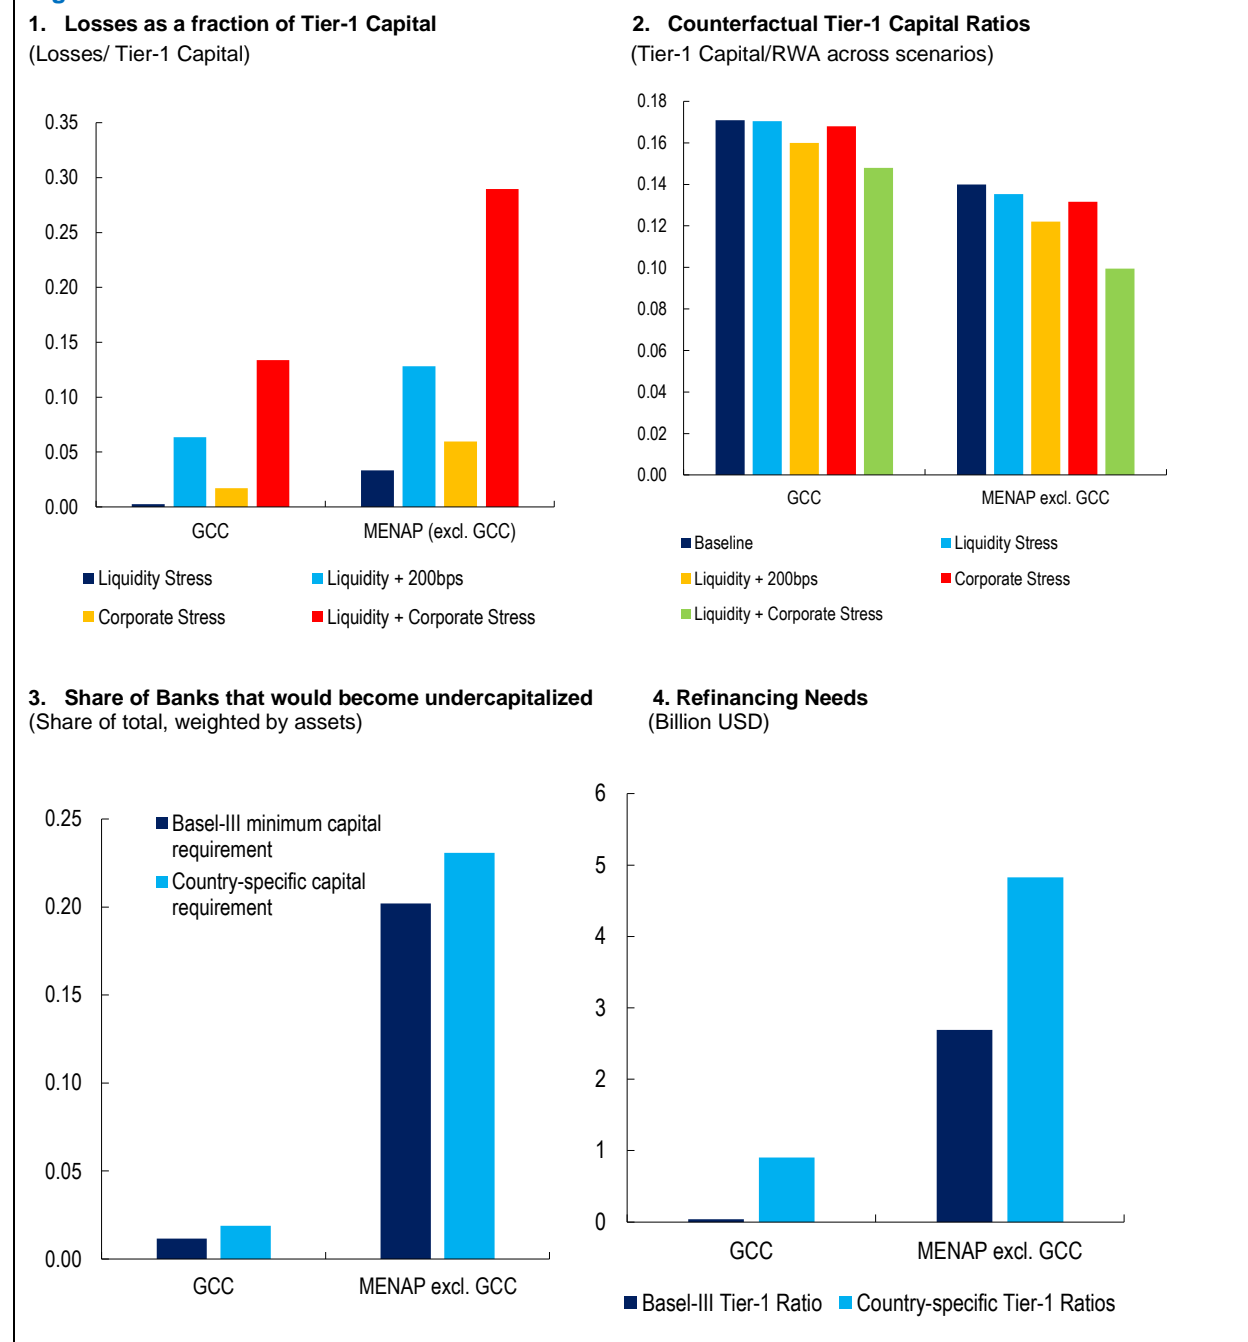 1. Losses as a fraction of Tier-1 Capital
(Losses/ Tier-1 Capital)
0.35
0.30
0.25
0.20
0.15
0.10
0.05
0.00
GCC
MENAP (excl. GCC)
Liquidity Stress
Liquidity + 200bps
Corporate Stress
Liquidity + Corporate Stress
2. Counterfactual Tier-1 Capital Ratios
(Tier-1 Capital/RWA across scenarios)
0.18
0.16
0.14
0.12
0.10
0.08
0.06
0.04
0.02
0.00
GCC
MENAP excl. GCC
Baseline
Liquidity Stress
Liquidity + 200bps
Corporate Stress
Liquidity + Corporate Stress
3. Share of Banks that would become undercapitalized
(Share of total, weighted by assets)
0.25
0.20
0.15
0.10
0.05
0.00
Basel-III minimum capital
requirement
Country-specific capital
requirement
GCC
MENAP excl. GCC
4. Refinancing Needs
(Billion USD)
6
5
4
3
2
1
0
GCC
MENAP excl. GCC
Basel-III Tier-1 Ratio
Country-specific Tier-1 Ratios